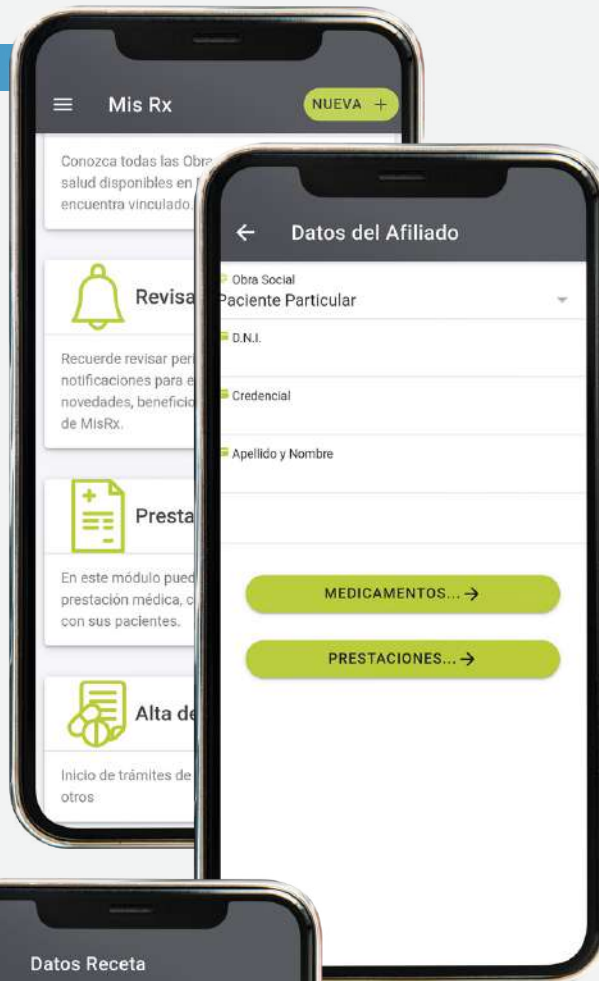 Mis Rx
NUEVA +
Conozca todas las Obra
salud disponibles en
encuentra vinculado.
Revisa
Recuerde revisar peri
notificaciones para e
novedades, beneficio
de MisRx.
Presta
En este módulo pued
prestación médica, c
con sus pacientes.
Alta de
Inicio de trámites de
otros
Datos del Afiliado
Obra Social
Paciente Particular
D.N.I.
Credencial
Apellido y Nombre
MEDICAMENTOS...→
PRESTACIONES...→
Datos Receta